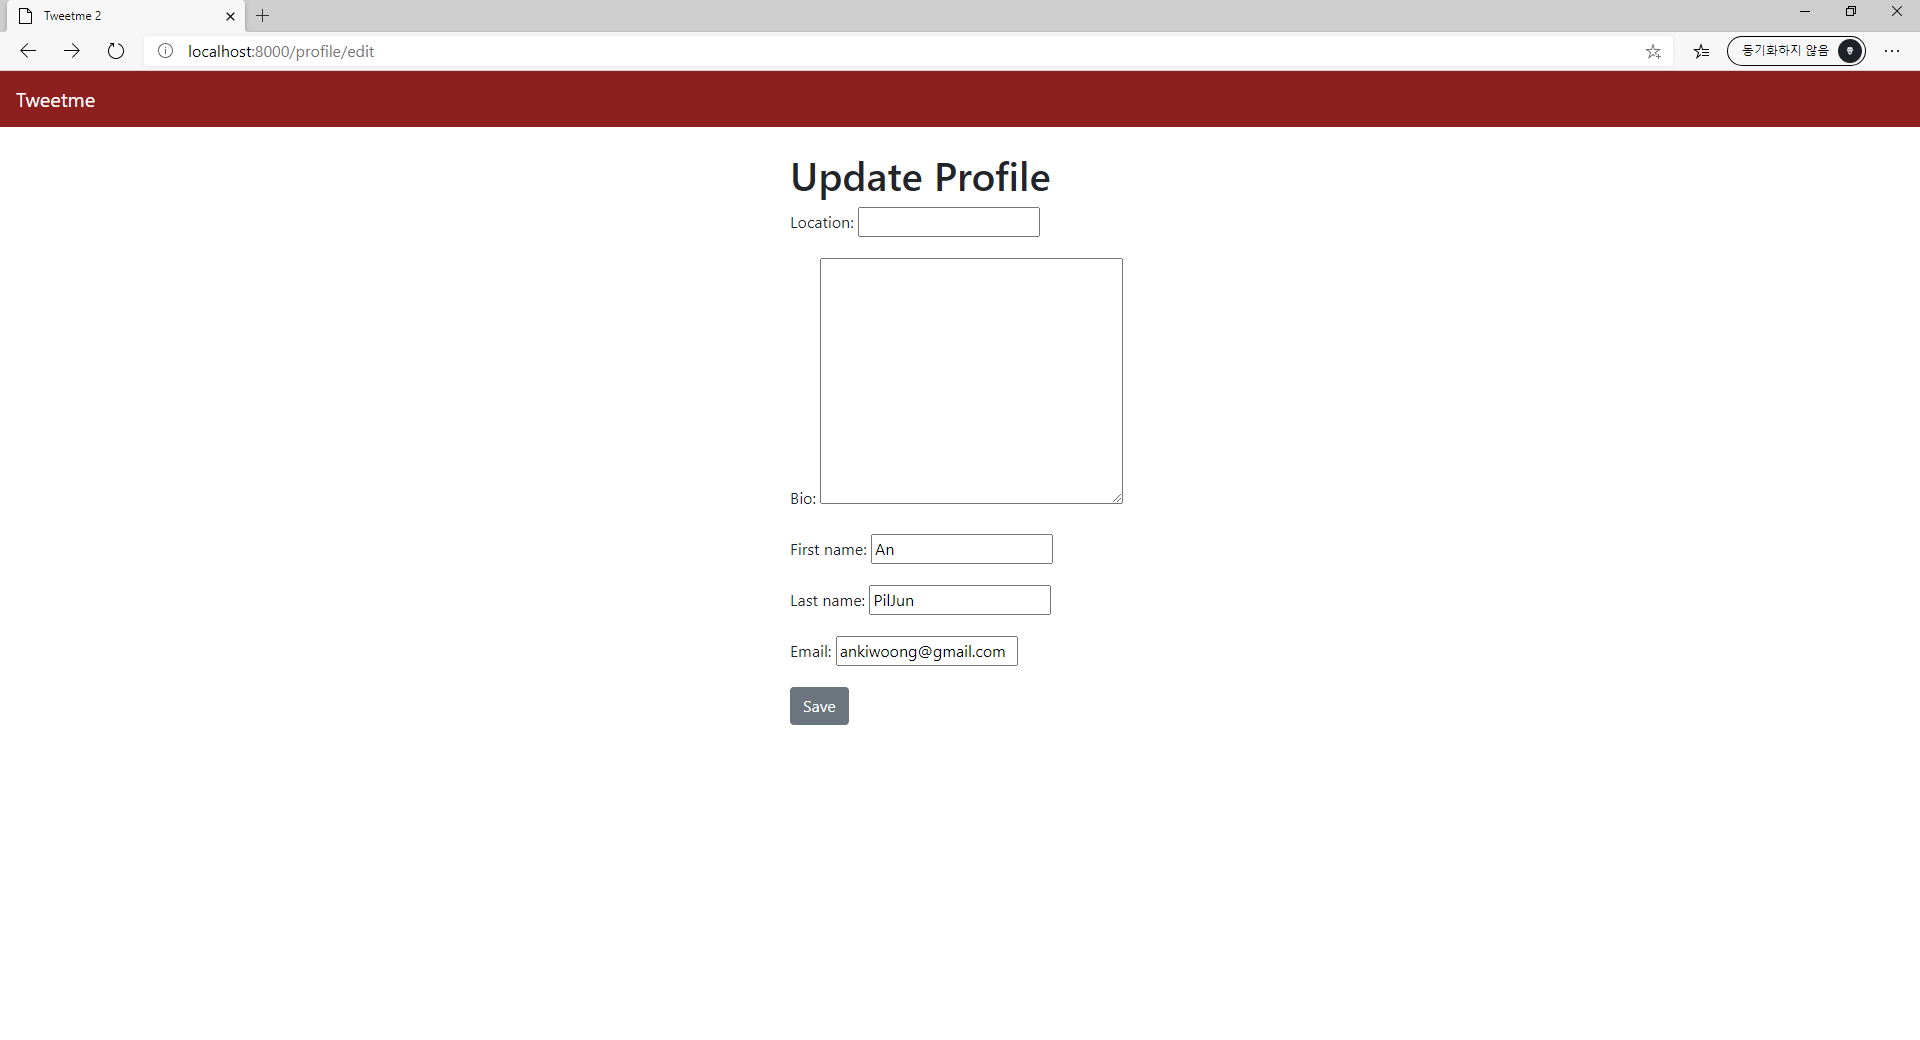 Tweetme 2
localhost:8000/profile/edit
동기화하지 않음
Tweetme
Update Profile
Location:
Bio:
First name: An
Last name: PilJun
Email: ankiwoong@gmail.com
Save